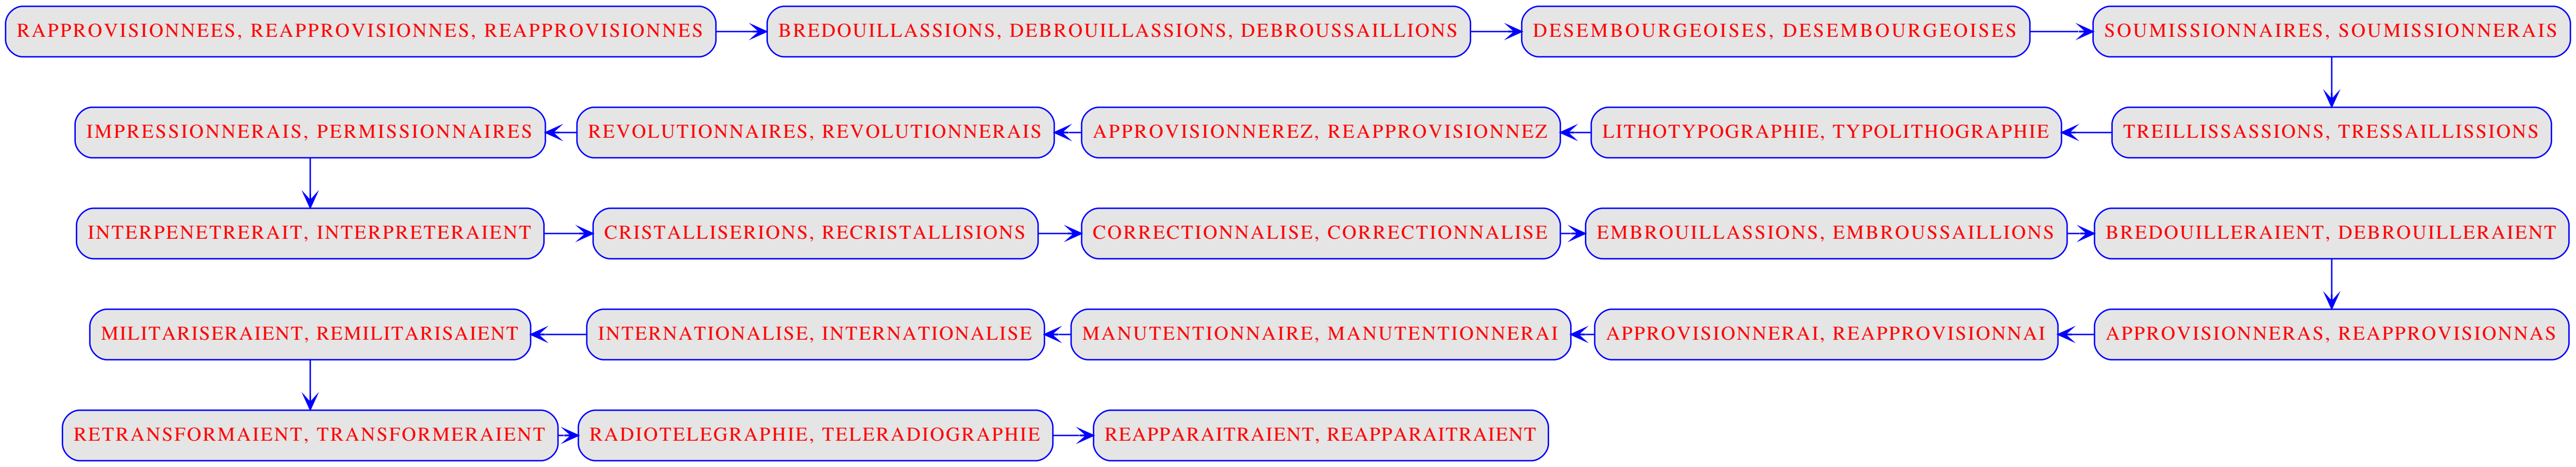 RAPPROVISIONNEES, REAPPROVISIONNES, REAPPROVISIONNES
BREDOUILLASSIONS, DEBROUILLASSIONS, DEBROUSSAILLIONS
DESEMBOURGEOISES, DESEMBOURGEOISES
SOUMISSIONNAIRES, SOUMISSIONNERAIS
TREILLISSASSIONS, TRESSAILLISSIONS
LITHOTYPOGRAPHIE, TYPOLITHOGRAPHIE
APPROVISIONNEREZ, REAPPROVISIONNEZ
REVOLUTIONNAIRES, REVOLUTIONNERAIS
IMPRESSIONNERAIS, PERMISSIONNAIRES
INTERPENETRERAIT, INTERPRETERAIENT
CRISTALLISERIONS, RECRISTALLISIONS
CORRECTIONNALISE, CORRECTIONNALISE
EMBROUILLASSIONS, EMBROUSSAILLIONS
BREDOUILLERAIENT, DEBROUILLERAIENT
APPROVISIONNERAS, REAPPROVISIONNAS
APPROVISIONNERAI, REAPPROVISIONNAI
MANUTENTIONNAIRE, MANUTENTIONNERAI
INTERNATIONALISE, INTERNATIONALISE
MILITARISERAIENT, REMILITARISAIENT
RETRANSFORMAIENT, TRANSFORMERAIENT
RADIOTELEGRAPHIE, TELERADIOGRAPHIE
REAPPARAITRAIENT, REAPPARAITRAIENT